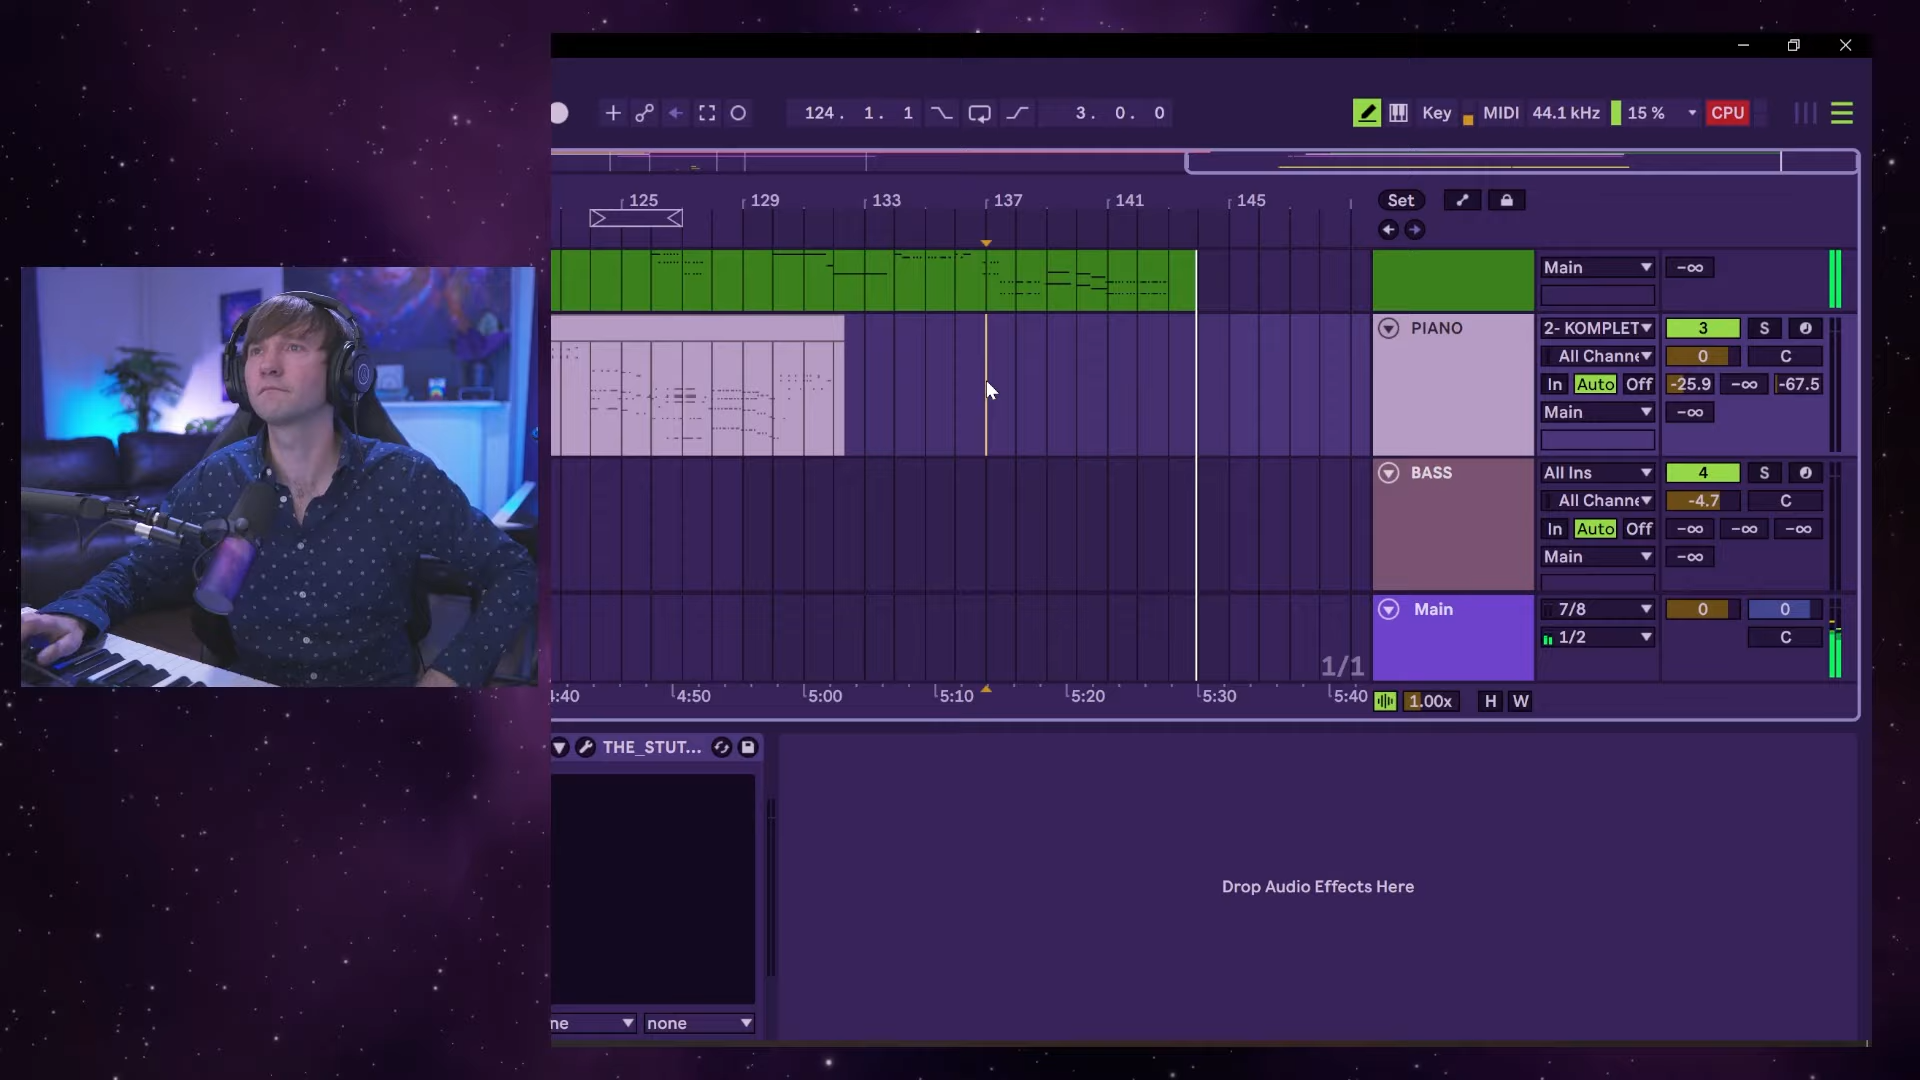 124. 1. 1
3. 0. 0
Key
MIDI
44.1 kHz
15 %
CPU
125
129
133
137
141
145
Set
Main
-∞
PIANO
2- KOMPLET
3
S
All Channe
0
C
In
Auto
Off
-25.9
-∞
-67.5
Main
-∞
BASS
All Ins
4
S
All Channe
-4.7
C
In
Auto
Off
-∞
-∞
-∞
Main
-∞
Main
7/8
0
0
1/2
C
1/1
:40
4:50
5:00
5:10
5:20
5:30
5:40
1.00x
H
W
THE_STUT...
Drop Audio Effects Here
ne
none